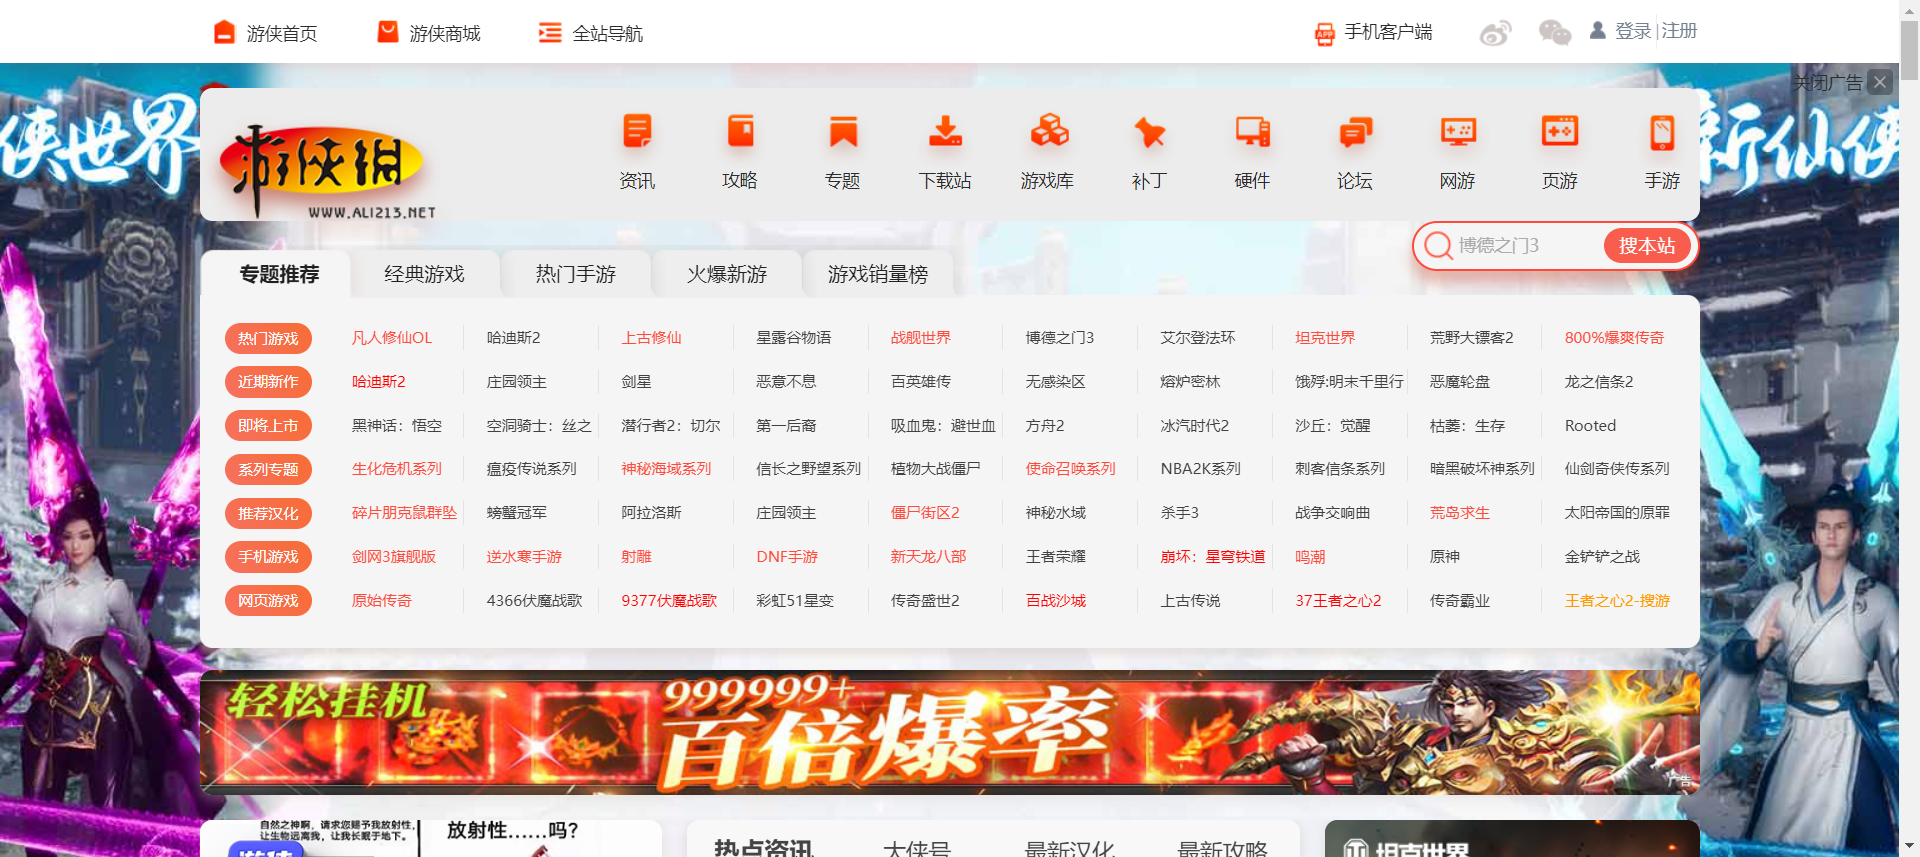 游侠首页 游侠商城 全站导航 手机客户端 登录 | 注册
关闭广告
侠世界
新仙侠
游侠网
WWW.ALI213.NET
资讯 攻略 专题 下载站 游戏库 补丁 硬件 论坛 网游 页游 手游
博德之门3 搜本站
专题推荐 经典游戏 热门手游 火爆新游 游戏销量榜
热门游戏 凡人修仙OL 哈迪斯2 上古修仙 星露谷物语 战舰世界 博德之门3 艾尔登法环 坦克世界 荒野大镖客2 800%爆爽传奇
近期新作 哈迪斯2 庄园领主 剑星 恶意不息 百英雄传 无感染区 熔炉密林 饿殍:明末千里行 恶魔轮盘 龙之信条2
即将上市 黑神话：悟空 空洞骑士：丝之 潜行者2：切尔 第一后裔 吸血鬼：避世血 方舟2 冰汽时代2 沙丘：觉醒 枯萎：生存 Rooted
系列专题 生化危机系列 瘟疫传说系列 神秘海域系列 信长之野望系列 植物大战僵尸 使命召唤系列 NBA2K系列 刺客信条系列 暗黑破坏神系列 仙剑奇侠传系列
推荐汉化 碎片朋克鼠群坠 螃蟹冠军 阿拉洛斯 庄园领主 僵尸街区2 神秘水域 杀手3 战争交响曲 荒岛求生 太阳帝国的原罪
手机游戏 剑网3旗舰版 逆水寒手游 射雕 DNF手游 新天龙八部 王者荣耀 崩坏：星穹铁道 鸣潮 原神 金铲铲之战
网页游戏 原始传奇 4366伏魔战歌 9377伏魔战歌 彩虹51星变 传奇盛世2 百战沙城 上古传说 37王者之心2 传奇霸业 王者之心2-搜游
轻松挂机 999999+
百倍爆率
广告
自然之神啊，请求您赐予我放射性，
让生物远离我，让我长眠于地下。
放射性……吗？
游侠
热点资讯 大侠号 最新汉化 最新攻略
坦克世界